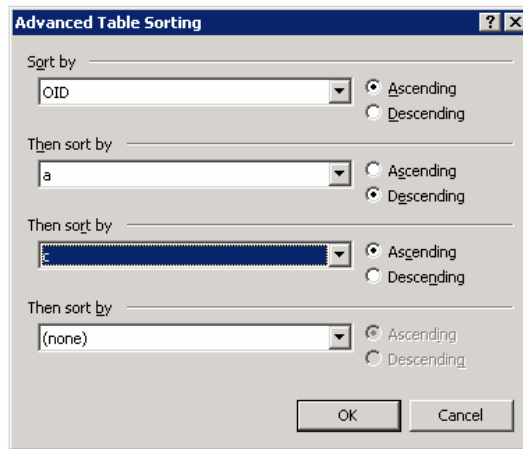 Advanced Table Sorting
Sort by
OID
Ascending
Descending
Then sort by
a
Ascending
Descending
Then sort by
c
Ascending
Descending
Then sort by
(none)
Ascending
Descending
OK Cancel